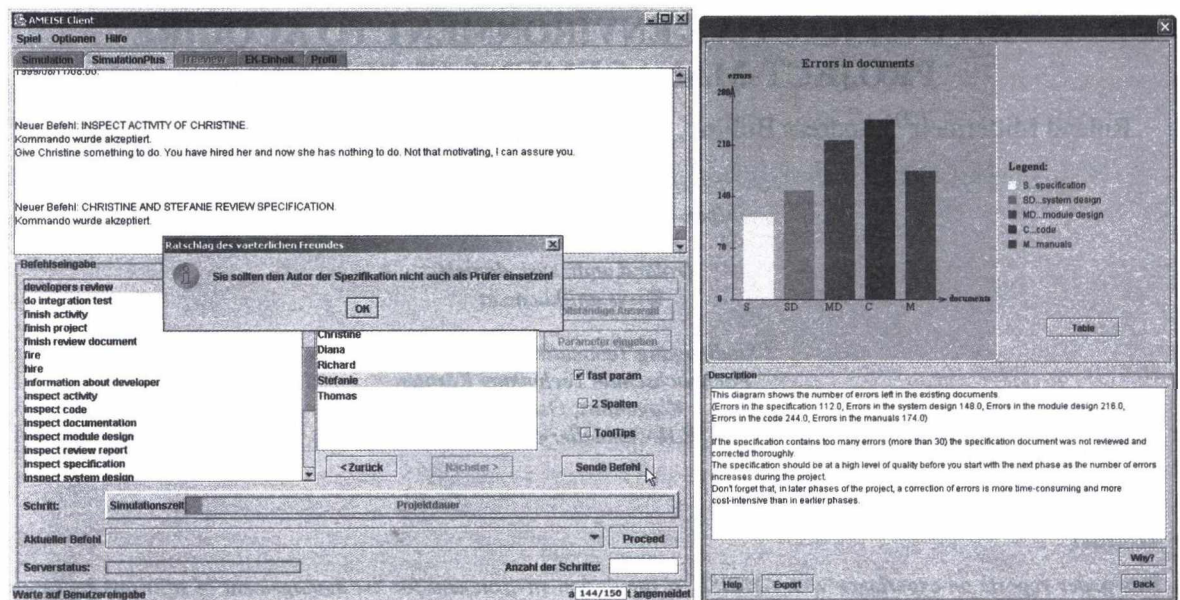 AMEISE Client
Spiel Optionen Hilfe
Simulation SimulationPlus Treeview EK-Einheit Profil
Neuer Befehl: INSPECT ACTIVITY OF CHRISTINE.
Kommando wurde akzeptiert.
Give Christine something to do. You have hired her and now she has nothing to do. Not that motivating, I can assure you.
Neuer Befehl: CHRISTINE AND STEFANIE REVIEW SPECIFICATION.
Kommando wurde akzeptiert.
Ratschlag des vaeterlichen Freundes
Sie sollten den Autor der Spezifikation nicht auch als Prüfer einsetzen!
OK
Befehlseingabe
developers review
do integration test
finish activity
finish project
finish review document
fire
hire
information about developer
inspect activity
inspect code
inspect documentation
inspect module design
inspect review report
inspect specification
inspect system design
Christine
Diana
Richard
Stefanie
Thomas
Vollständige Auswahl
Parameter eingeben
fast param
2 Spalten
ToolTips
< Zurück
Nächster >
Sende Befehl
Schritt:
Simulationszeit
Projektdauer
Aktueller Befehl
Proceed
Serverstatus:
Anzahl der Schritte:
Warte auf Benutzereingabe
a 144/150 t angemeldet
Errors in documents
errors
218
148
78
0
S SD MD C M
documents
Legend:
S...specification
SD...system design
MD...module design
C...code
M...manuals
Table
Description
This diagram shows the number of errors left in the existing documents.
(Errors in the specification 112.0, Errors in the system design 148.0, Errors in the module design 216.0,
Errors in the code 244.0, Errors in the manuals 174.0)
If the specification contains too many errors (more than 30) the specification document was not reviewed and
corrected thoroughly.
The specification should be at a high level of quality before you start with the next phase as the number of errors
increases during the project.
Don't forget that, in later phases of the project, a correction of errors is more time-consuming and more
cost-intensive than in earlier phases.
Why?
Help
Export
Back